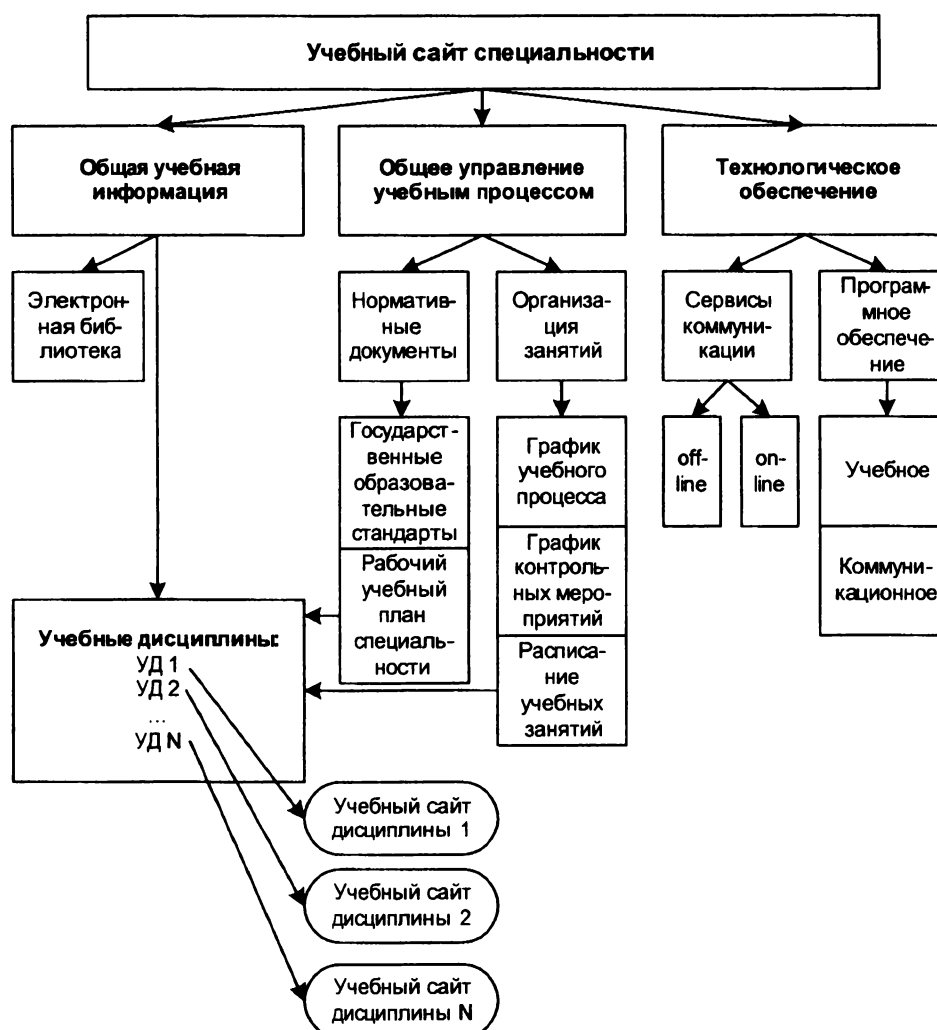 Учебный сайт специальности
Общая учебная
информация
Общее управление
учебным процессом
Технологическое
обеспечение
Электрон-
ная биб-
лиотека
Норматив-
ные
документы
Организа-
ция
занятий
Сервисы
коммуни-
кации
Програм-
мное
обеспече-
ние
Государст-
венные
образова-
тельные
стандарты
Рабочий
учебный
план
специаль-
ности
График
учебного
процесса
График
контроль-
ных меро-
приятий
Расписа-
ние
учебных
занятий
off-
line
on-
line
Учебное
Коммуни-
кационное
Учебные дисциплины:
УД 1
УД 2
...
УД N
Учебный сайт
дисциплины 1
Учебный сайт
дисциплины 2
Учебный сайт
дисциплины N